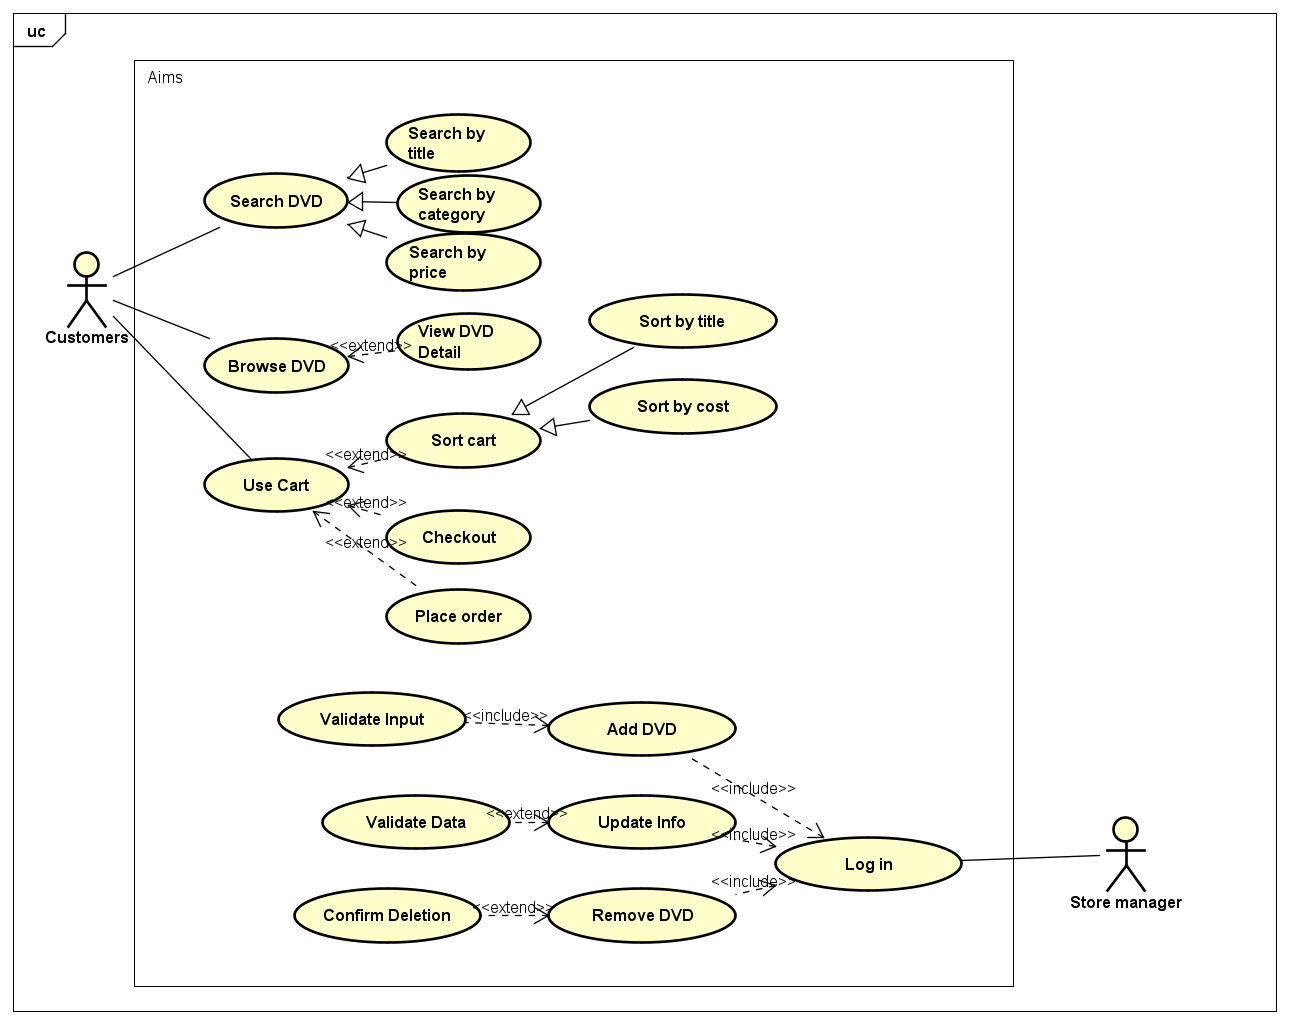 uc
Aims
Search by
title
Search DVD
Search by
category
Search by
price
Customers
Sort by title
View DVD
Detail
<<extend>>
Browse DVD
Sort by cost
Sort cart
<<extend>>
Use Cart
<<extend>>
Checkout
<<extend>>
Place order
Validate Input
<<include>>
Add DVD
<<include>>
Validate Data
<<extend>>
Update Info
<<include>>
Log in
<<include>>
Store manager
Confirm Deletion
<<extend>>
Remove DVD